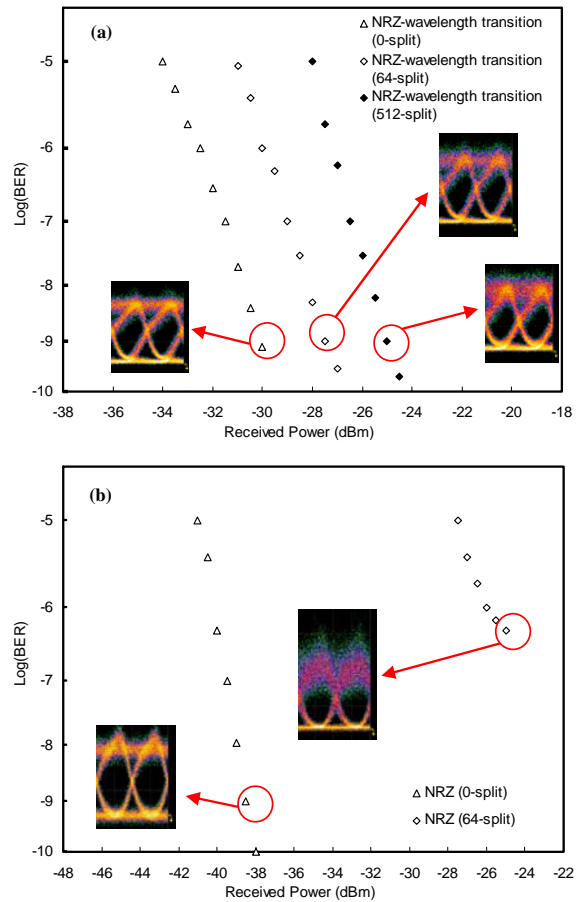 (a)
NRZ-wavelength transition
(0-split)
NRZ-wavelength transition
(64-split)
NRZ-wavelength transition
(512-split)
-5
-6
-7
-8
-9
-10
Log(BER)
-38 -36 -34 -32 -30 -28 -26 -24 -22 -20 -18
Received Power (dBm)
(b)
-5
-6
-7
-8
-9
-10
Log(BER)
NRZ (0-split)
NRZ (64-split)
-48 -46 -44 -42 -40 -38 -36 -34 -32 -30 -28 -26 -24 -22
Received Power (dBm)